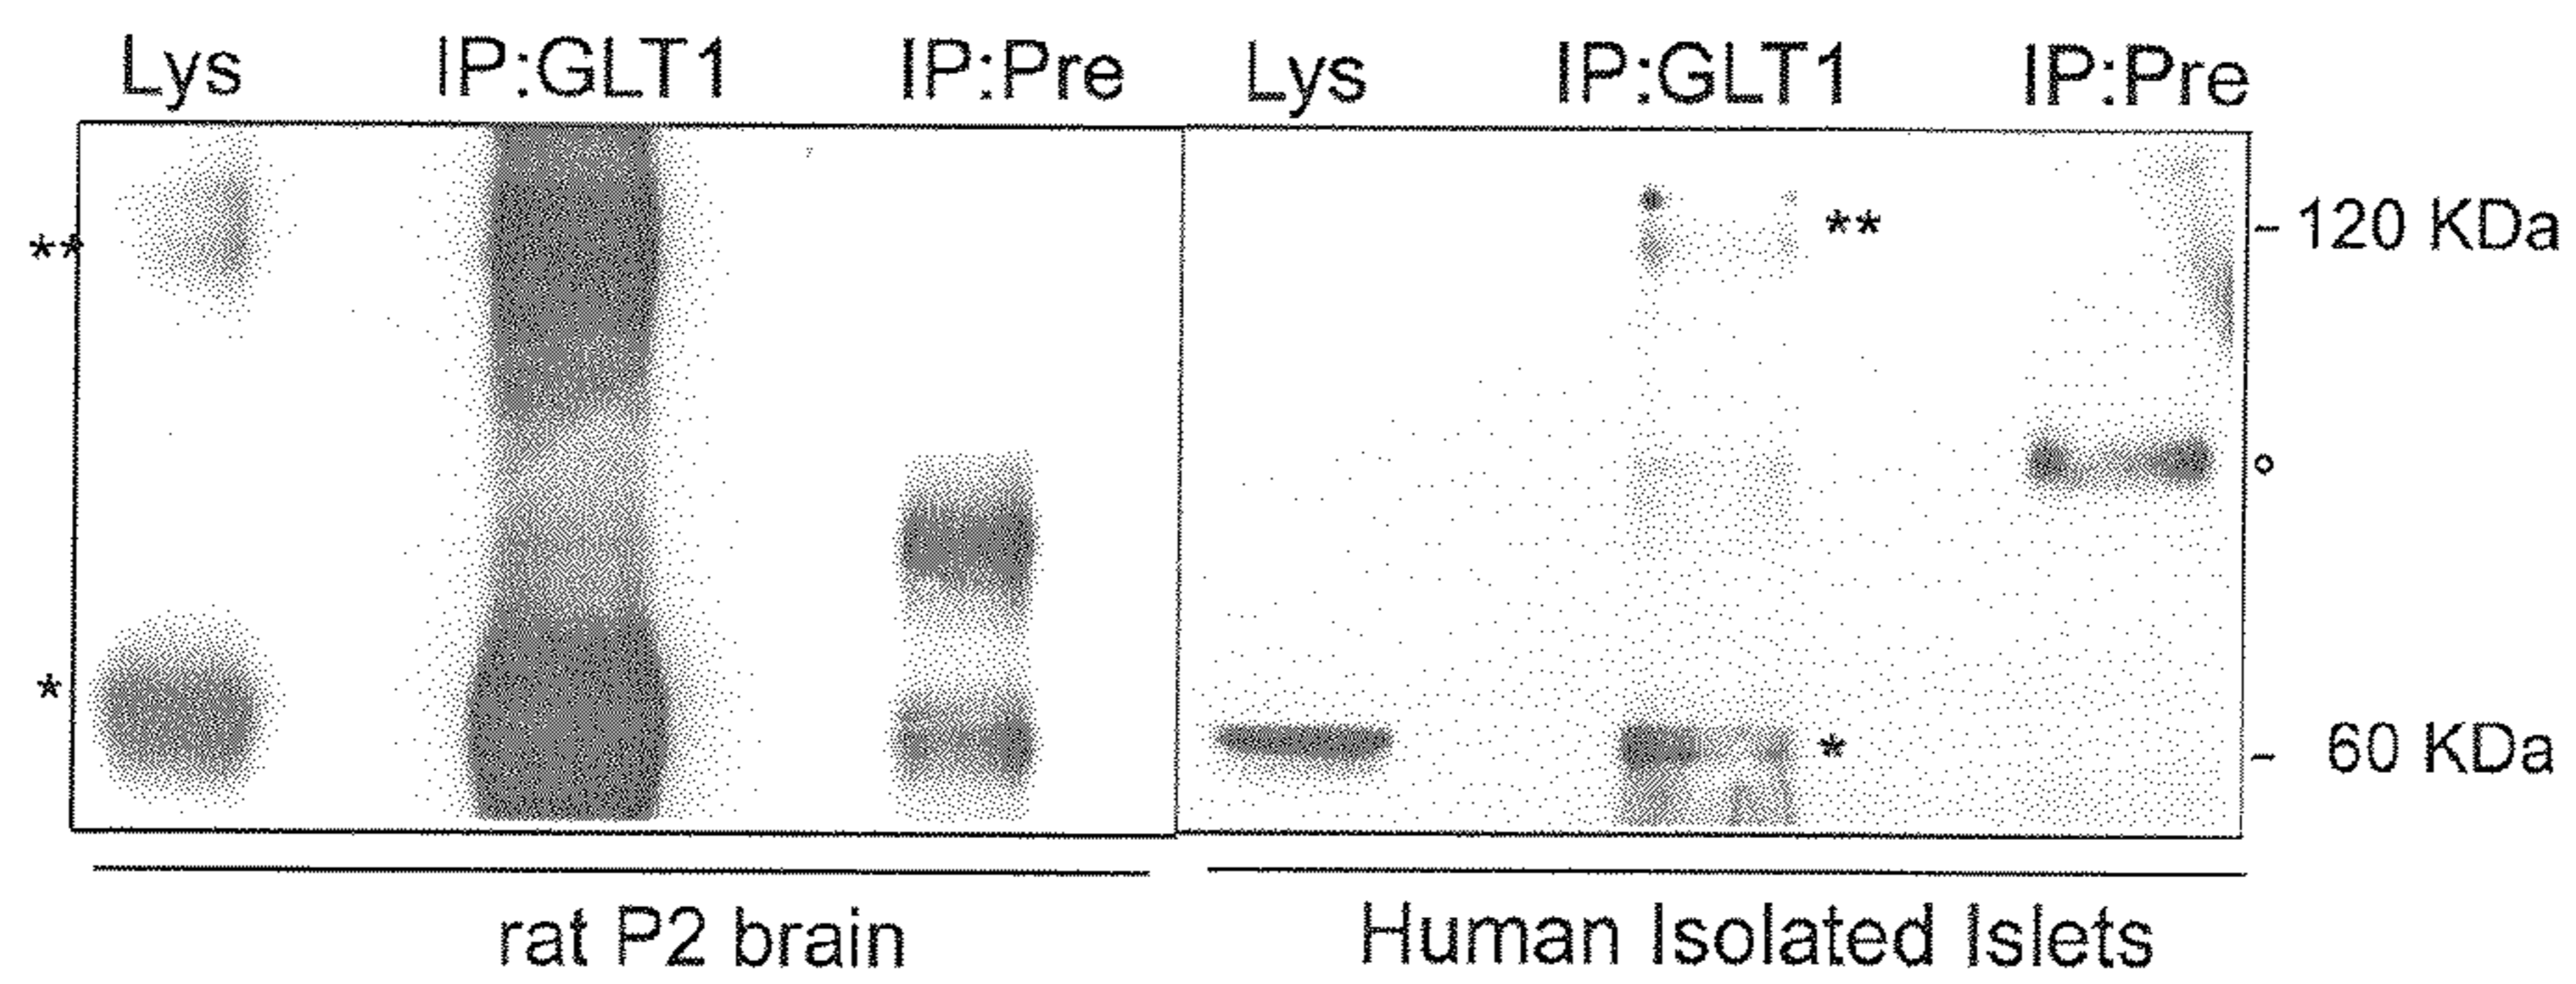 Lys IP:GLT1 IP:Pre Lys IP:GLT1 IP:Pre
** ** - 120 KDa
°
* * - 60 KDa
rat P2 brain Human Isolated Islets